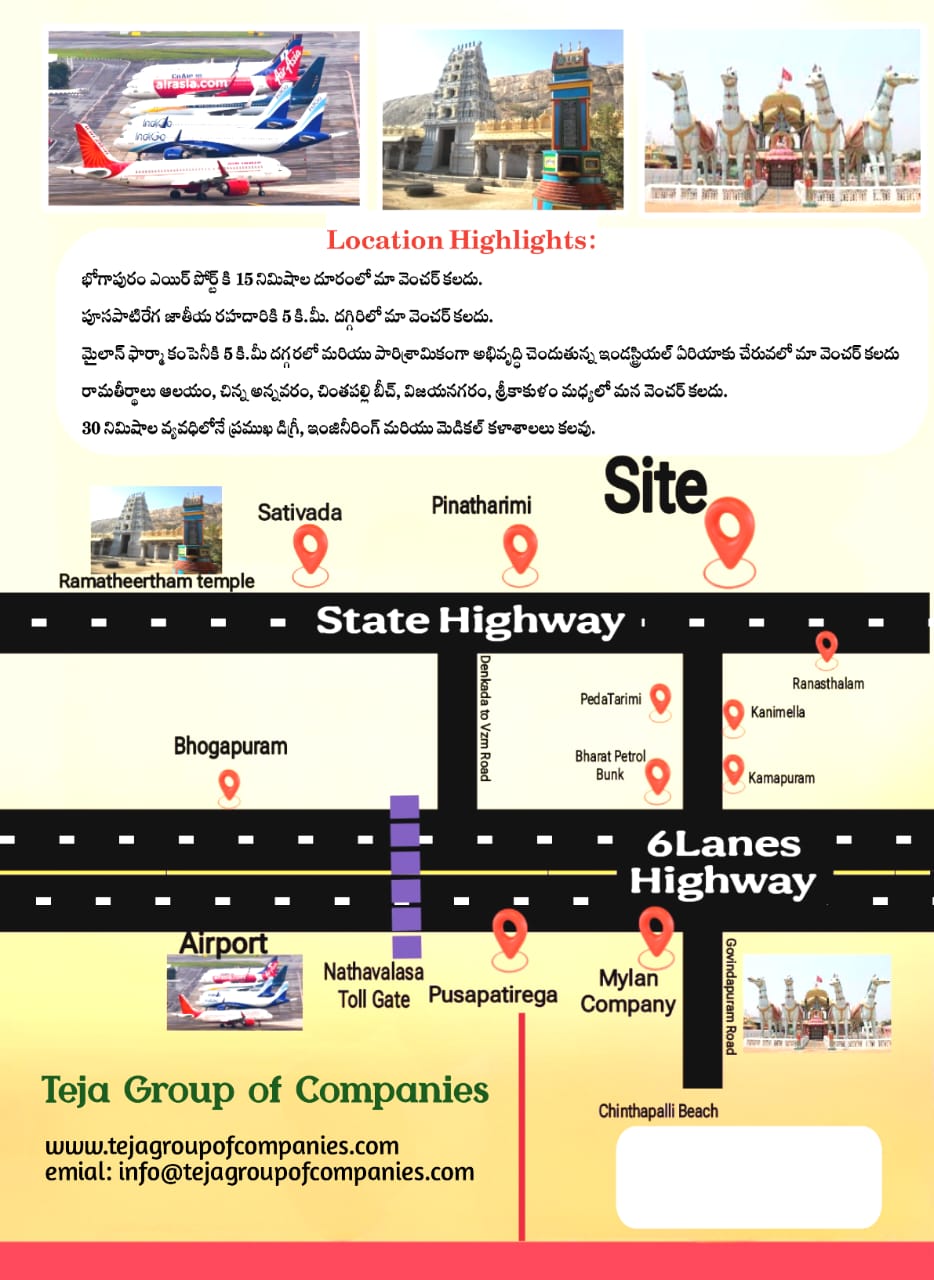 airasia.com
IndiGo
IndiGo
Location Highlights:
భోగాపురం ఎయిర్ పోర్ట్ కి 15 నిమిషాల దూరంలో మా వెంచర్ కలదు.
పూసపాటిరేగ జాతీయ రహదారికి 5 కి.మీ. దగ్గిరిలో మా వెంచర్ కలదు.
మైలాన్ ఫార్మా కంపెనీకి 5 కి.మీ దగ్గరలో మరియు పారిశ్రామికంగా అభివృద్ధి చెందుతున్న ఇండస్ట్రియల్ ఏరియాకు చేరువలో మా వెంచర్ కలదు
రామతీర్థాలు ఆలయం, చిన్న అన్నవరం, చింతపల్లి బీచ్, విజయనగరం, శ్రీకాకుళం మధ్యలో మన వెంచర్ కలదు.
30 నిమిషాల వ్యవధిలోనే ప్రముఖ డిగ్రీ, ఇంజినీరింగ్ మరియు మెడికల్ కళాశాలలు కలవు.
Site
Sativada
Pinatharimi
Ramatheertham temple
State Highway
Denkada to Vzm Road
Ranasthalam
PedaTarimi
Kanimella
Bhogapuram
Bharat Petrol
Bunk
Kamapuram
6Lanes
Highway
Airport
Nathavalasa
Toll Gate
Pusapatirega
Mylan
Company
Govindapuram Road
Teja Group of Companies
Chinthapalli Beach
www.tejagroupofcompanies.com
emial: info@tejagroupofcompanies.com